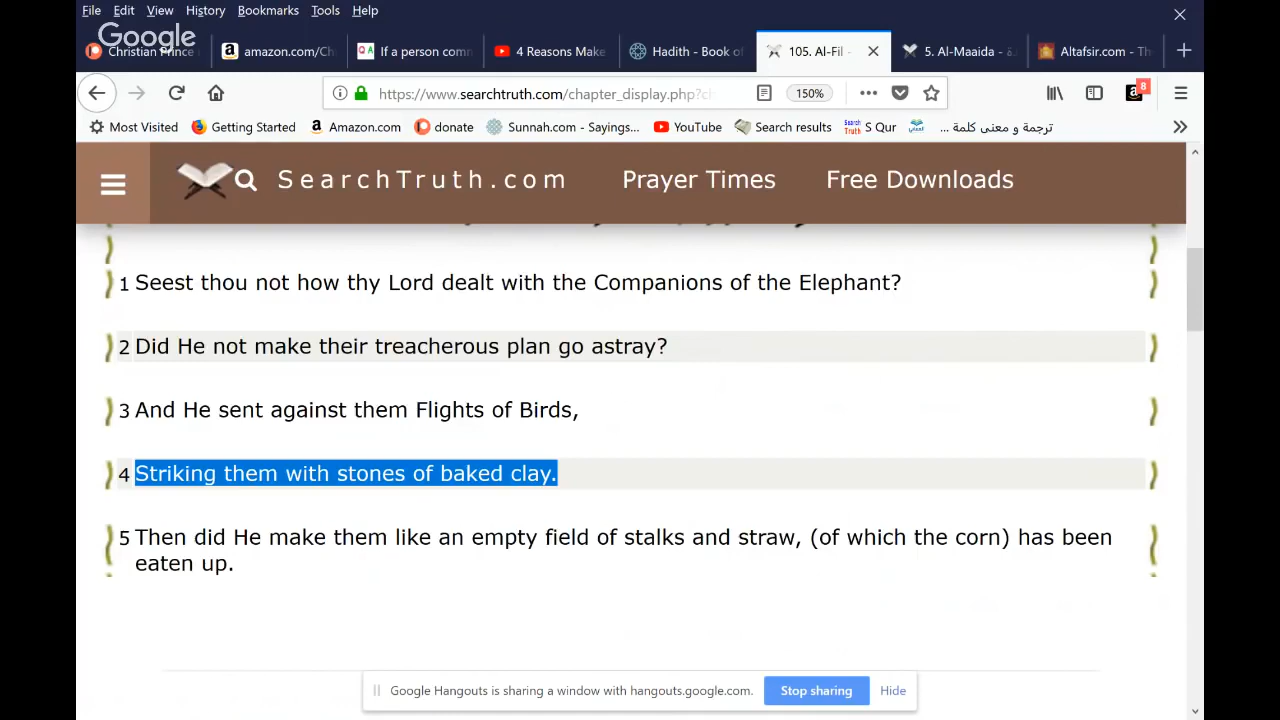 File Edit View History Bookmarks Tools Help
Google
Christian Prince
amazon.com/Ch
If a person com
4 Reasons Make
Hadith - Book of
105. Al-Fil -
5. Al-Maaida -
Altafsir.com - Th
https://www.searchtruth.com/chapter_display.php?c
150%
8
Most Visited
Getting Started
Amazon.com
donate
Sunnah.com - Sayings...
YouTube
Search results
Search Truth
S Qur
ترجمة و معنى كلمة ...
SearchTruth.com
Prayer Times
Free Downloads
1 Seest thou not how thy Lord dealt with the Companions of the Elephant?
2 Did He not make their treacherous plan go astray?
3 And He sent against them Flights of Birds,
4 Striking them with stones of baked clay.
5 Then did He make them like an empty field of stalks and straw, (of which the corn) has been
eaten up.
Google Hangouts is sharing a window with hangouts.google.com.
Stop sharing
Hide